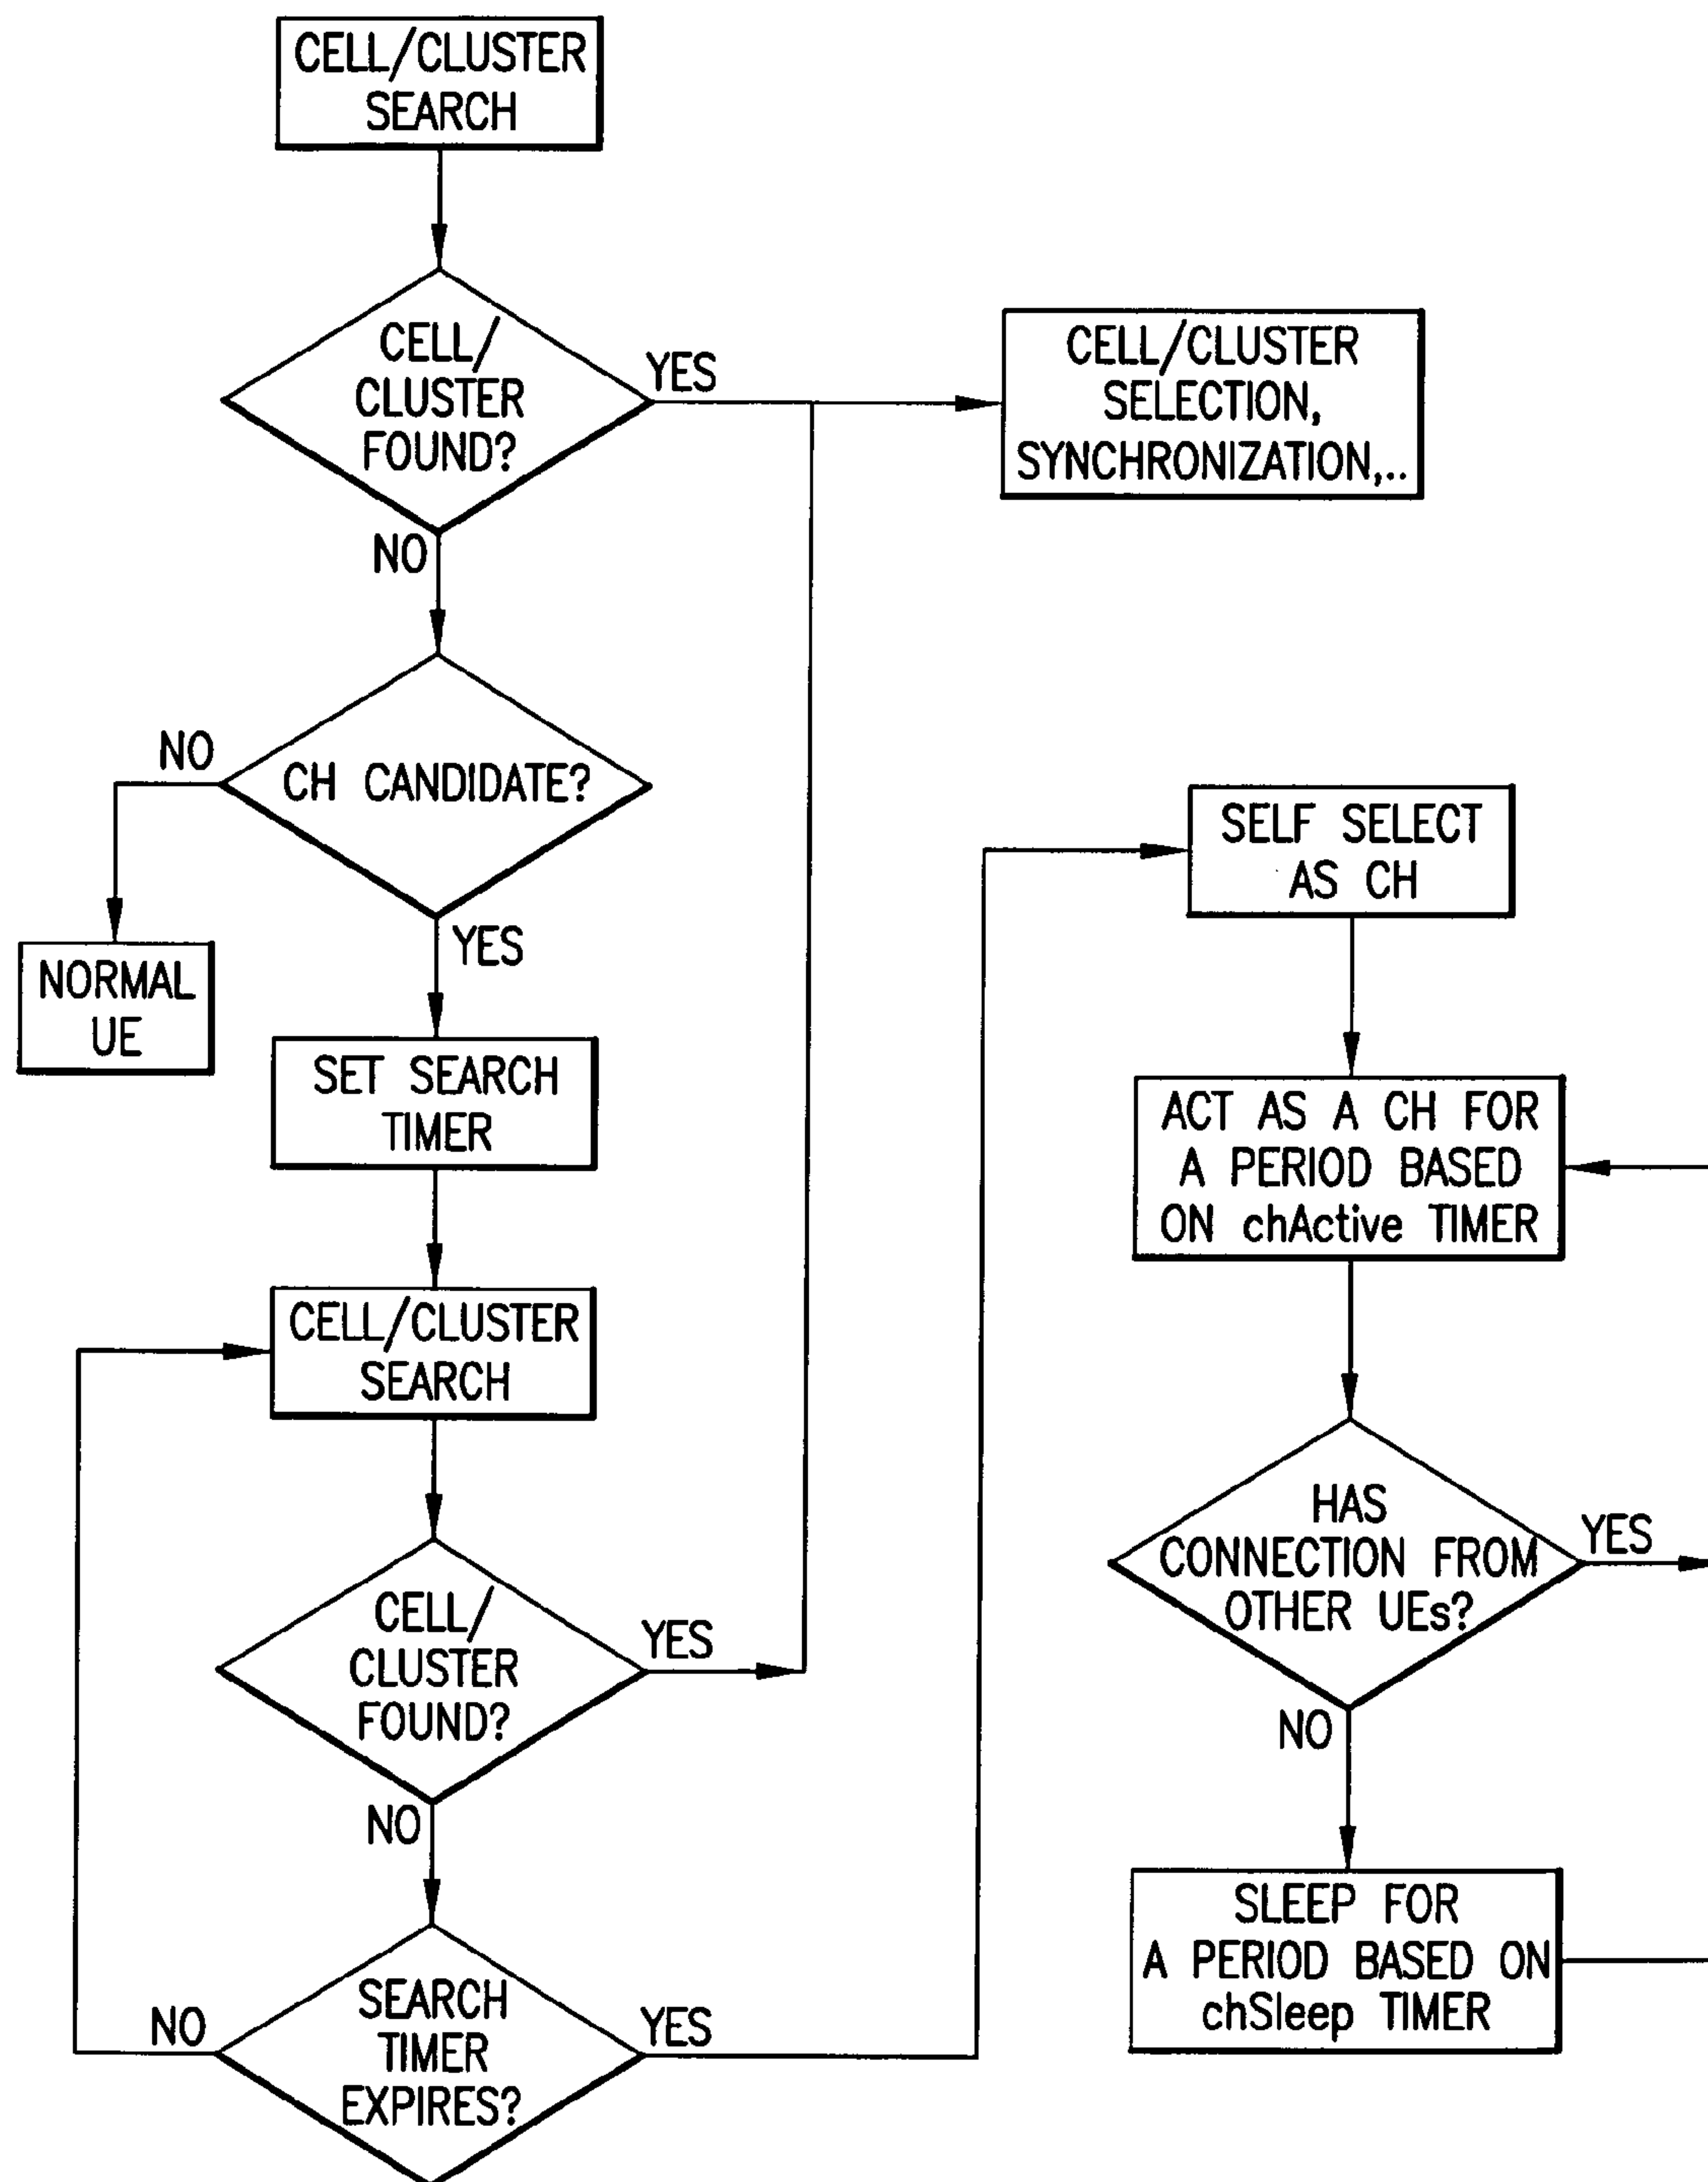 CELL/CLUSTER
SEARCH
CELL/
CLUSTER
FOUND?
YES
NO
CELL/CLUSTER
SELECTION,
SYNCHRONIZATION,..
CH CANDIDATE?
NO
YES
NORMAL
UE
SET SEARCH
TIMER
CELL/CLUSTER
SEARCH
CELL/
CLUSTER
FOUND?
YES
NO
SEARCH
TIMER
EXPIRES?
NO
YES
SELF SELECT
AS CH
ACT AS A CH FOR
A PERIOD BASED
ON chActive TIMER
HAS
CONNECTION FROM
OTHER UEs?
YES
NO
SLEEP FOR
A PERIOD BASED ON
chSleep TIMER